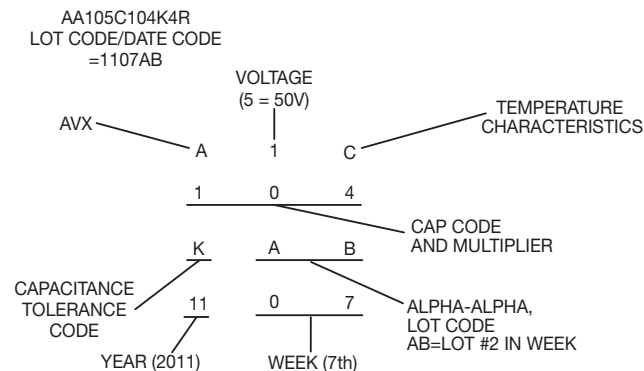 AA105C104K4R
LOT CODE/DATE CODE
=1107AB
VOLTAGE
(5 = 50V)
TEMPERATURE
CHARACTERISTICS
AVX
A 1 C
1 0 4
CAP CODE
AND MULTIPLIER
K A B
CAPACITANCE
TOLERANCE
CODE
11 0 7
ALPHA-ALPHA,
LOT CODE
AB=LOT #2 IN WEEK
YEAR (2011) WEEK (7th)